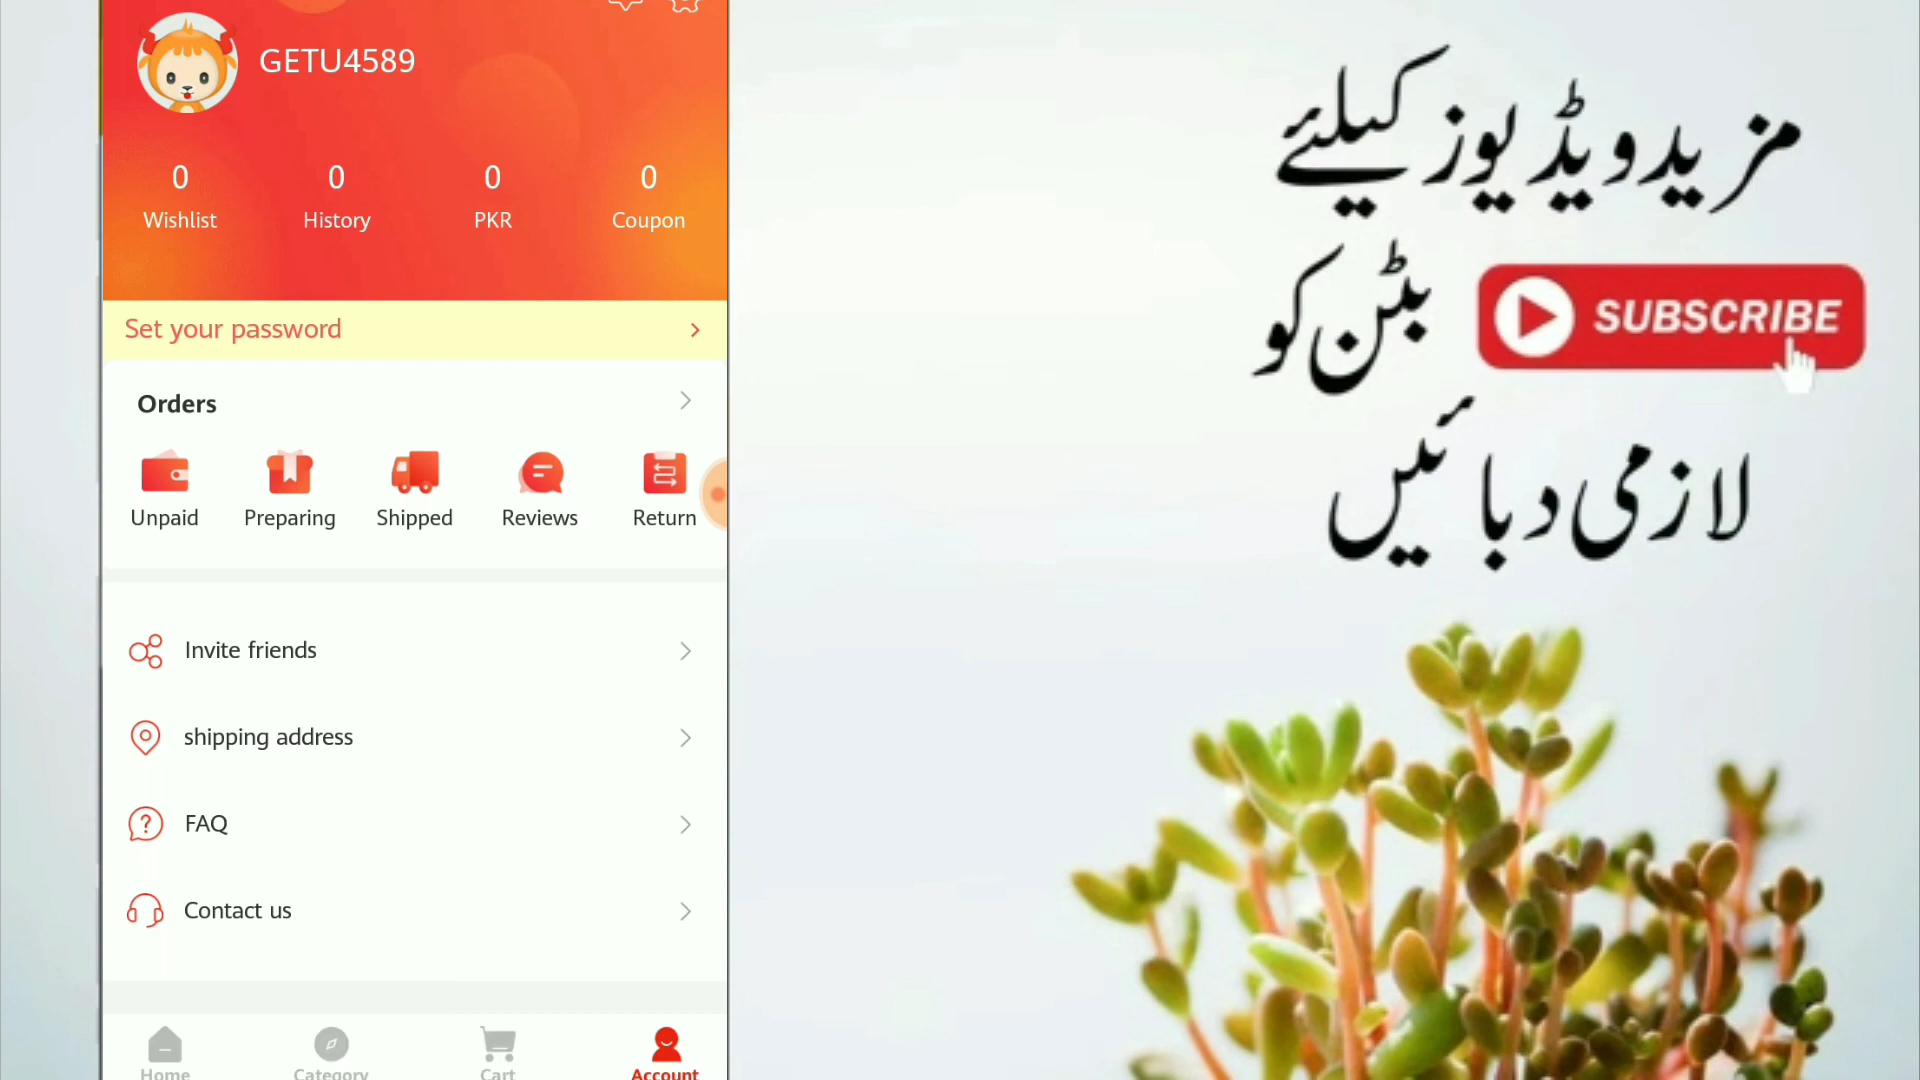 GETU4589
0 0 0 0
Wishlist History PKR Coupon
Set your password
Orders
Unpaid Preparing Shipped Reviews Return
Invite friends
shipping address
FAQ
Contact us
Home Category Cart Account
مزید ویڈیوز کیلئے
SUBSCRIBE بٹن کو
لازمی دبائیں